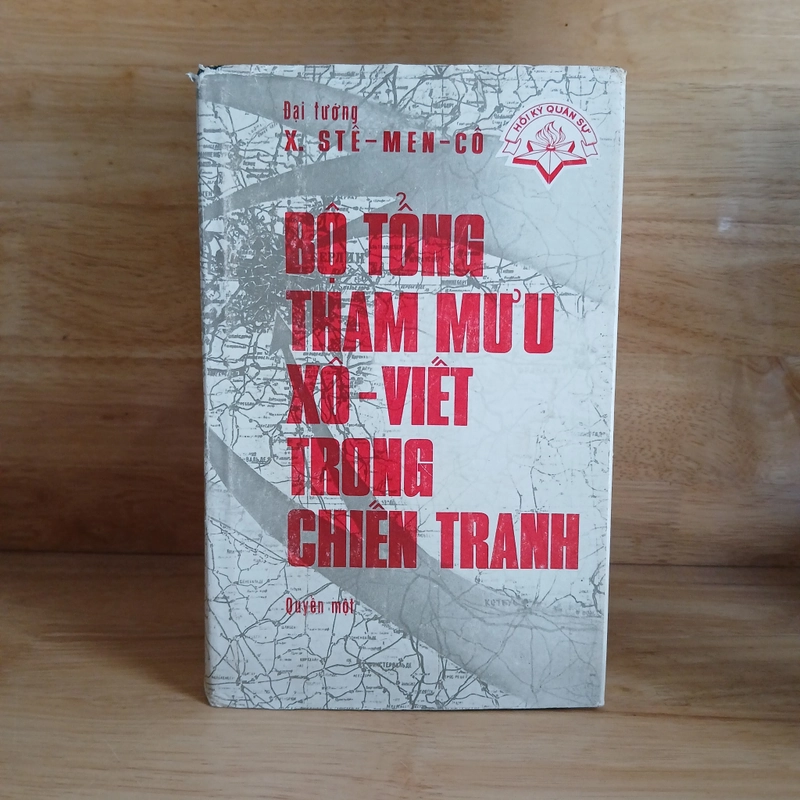 Đại tướng
X. STÊ-MEN-CÔ
HỒI KÝ QUÂN SỰ
BỘ TỔNG
THAM MƯU
XÔ-VIẾT
TRONG
CHIẾN TRANH
Quyển một